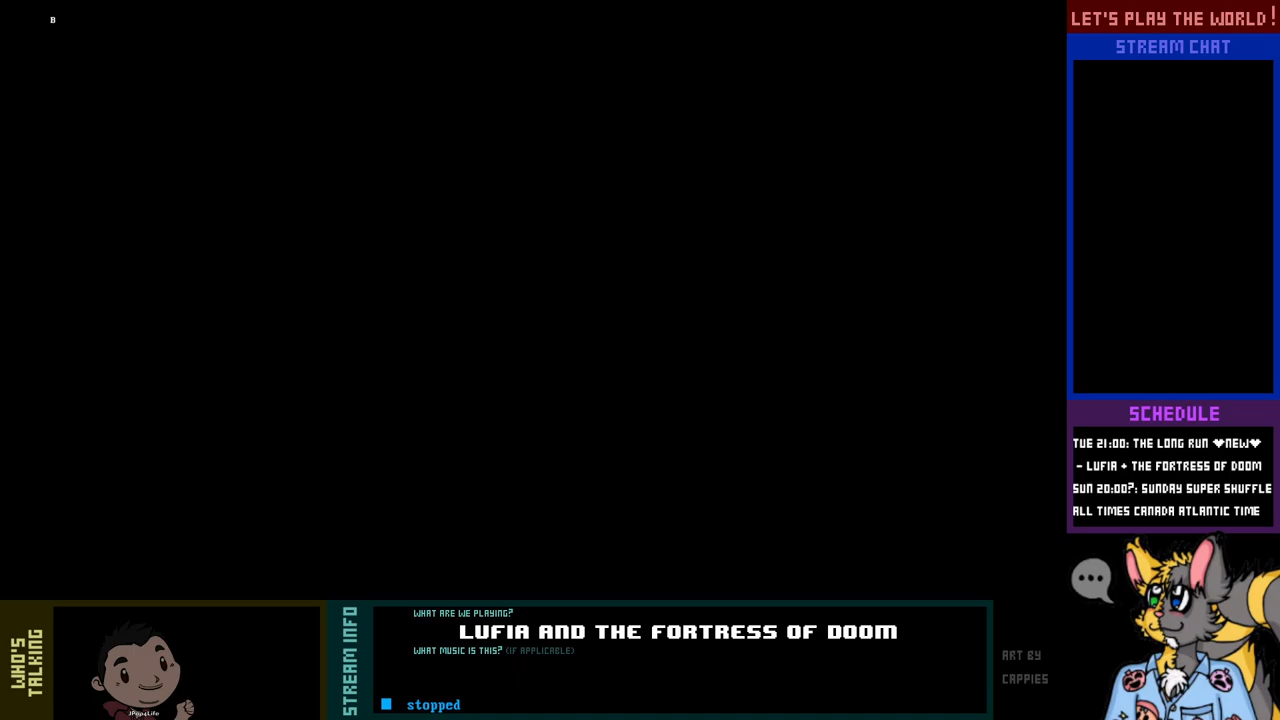 B
LET'S PLAY THE WORLD!
STREAM CHAT
SCHEDULE
TUE 21:00: THE LONG RUN ♥NEW♥
- LUFIA + THE FORTRESS OF DOOM
SUN 20:00?: SUNDAY SUPER SHUFFLE
ALL TIMES CANADA ATLANTIC TIME
...
WHO'S
TALKING
JPop4Life
STREAM INFO
WHAT ARE WE PLAYING?
LUFIA AND THE FORTRESS OF DOOM
WHAT MUSIC IS THIS? (IF APPLICABLE)
stopped
ART BY
CAPPIES